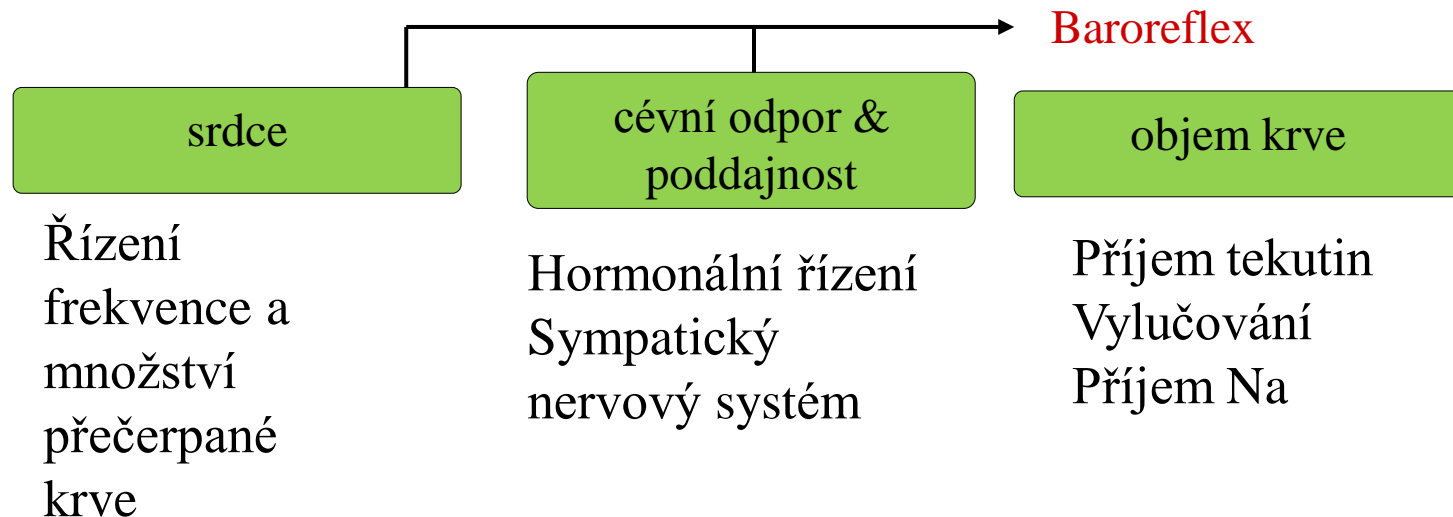 Baroreflex
srdce
Řízení
frekvence a
množství
přečerpané
krve
cévní odpor &
poddajnost
Hormonální řízení
Sympatický
nervový systém
objem krve
Příjem tekutin
Vylučování
Příjem Na